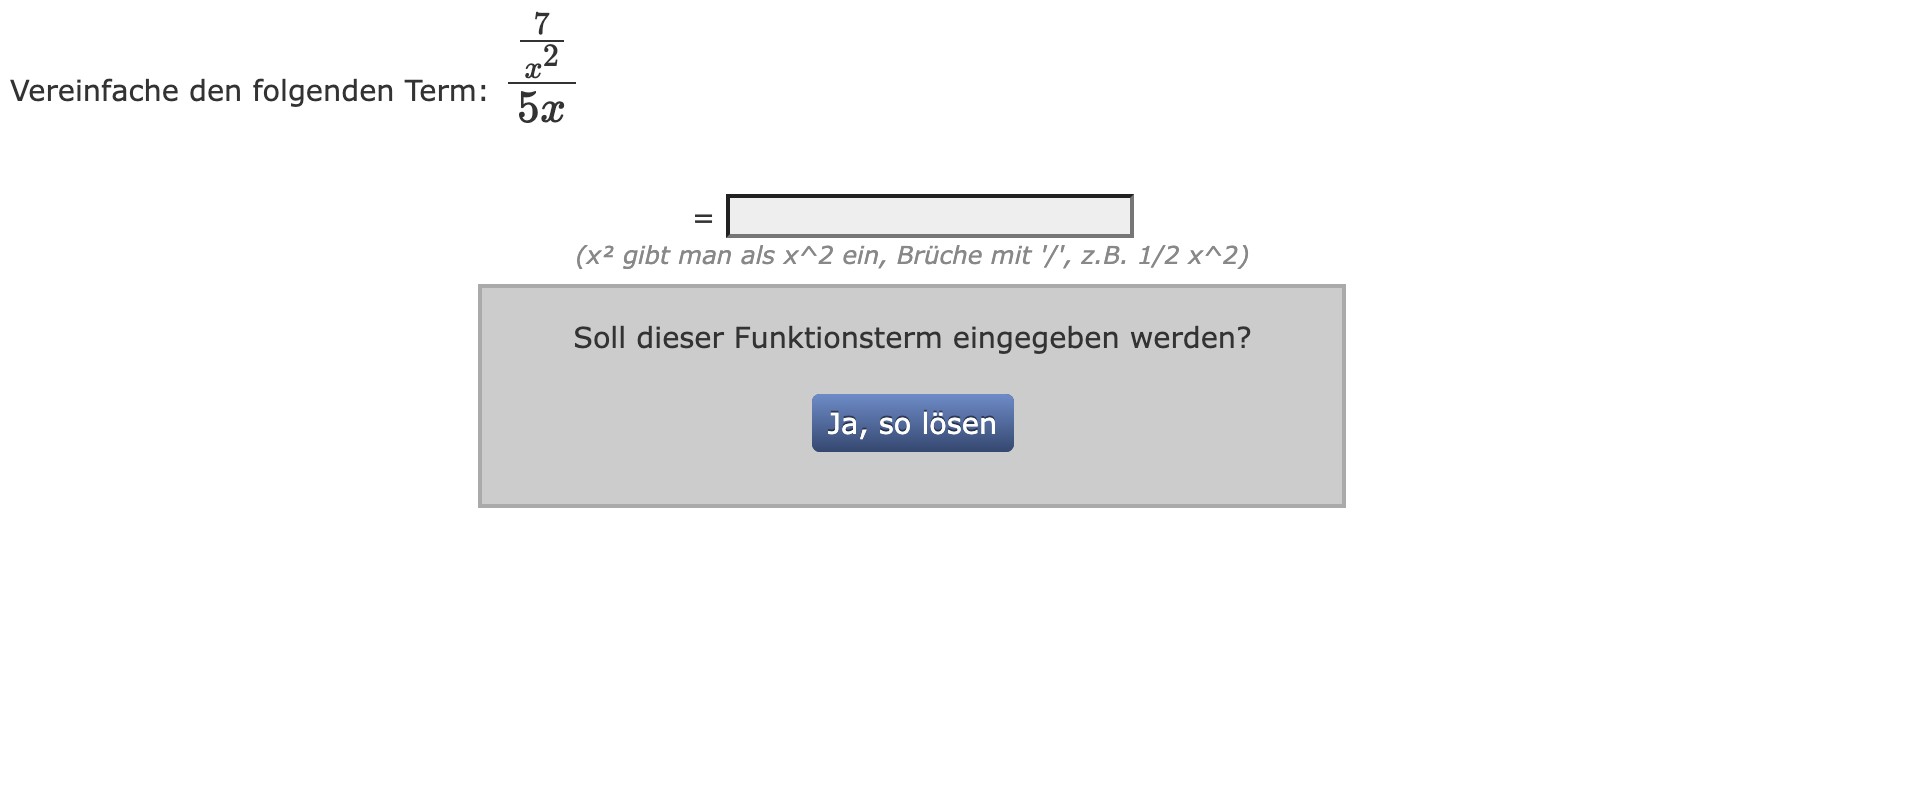 Vereinfache den folgenden Term: \frac{\frac{7}{x^2}}{5x}
=
(x² gibt man als x^2 ein, Brüche mit '/', z.B. 1/2 x^2)
Soll dieser Funktionsterm eingegeben werden?
Ja, so lösen